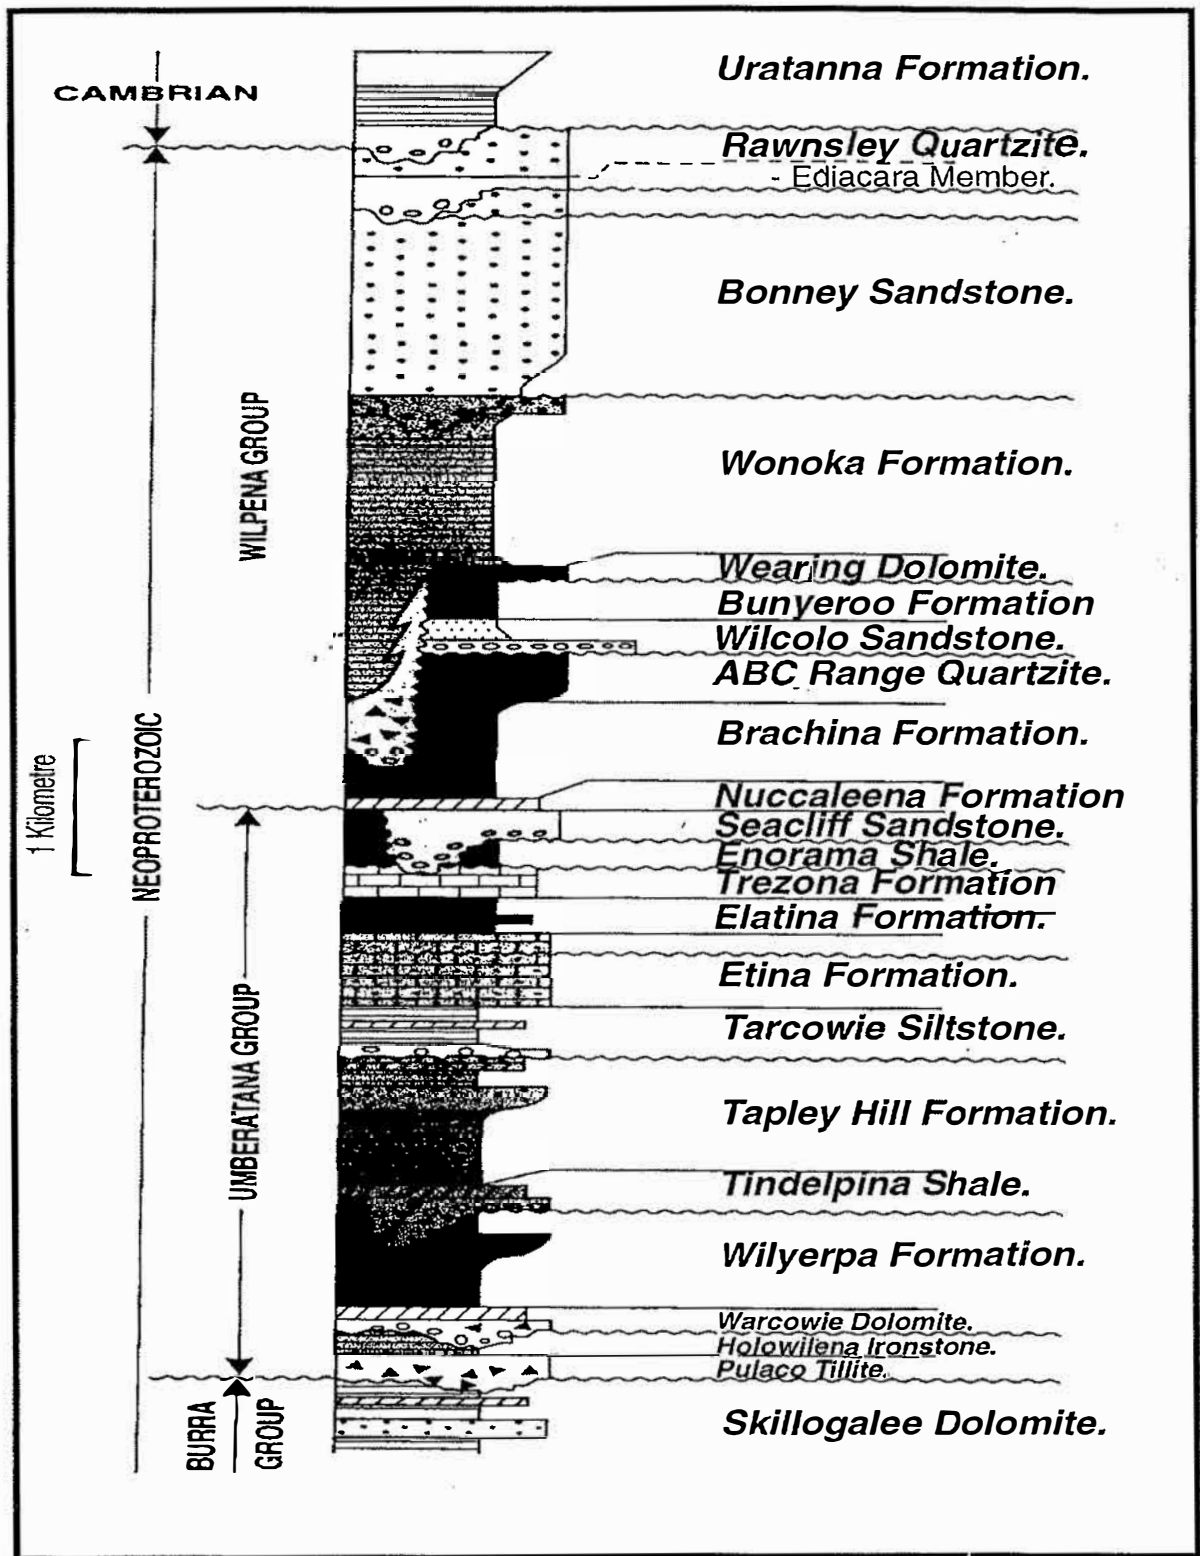 CAMBRIAN
Uratanna Formation.
Rawnsley Quartzite.
- Ediacara Member.
Bonney Sandstone.
WILPENA GROUP
Wonoka Formation.
Wearing Dolomite.
Bunyeroo Formation
Wilcolo Sandstone.
ABC Range Quartzite.
Brachina Formation.
1 Kilometre
NEOPROTEROZOIC
Nuccaleena Formation
Seacliff Sandstone.
Enorama Shale.
Trezona Formation
Elatina Formation.
Etina Formation.
Tarcowie Siltstone.
UMBERATANA GROUP
Tapley Hill Formation.
Tindelpina Shale.
Wilyerpa Formation.
Warcowie Dolomite.
Holowilena Ironstone.
Pulaco Tillite.
BURRA
GROUP
Skillogalee Dolomite.